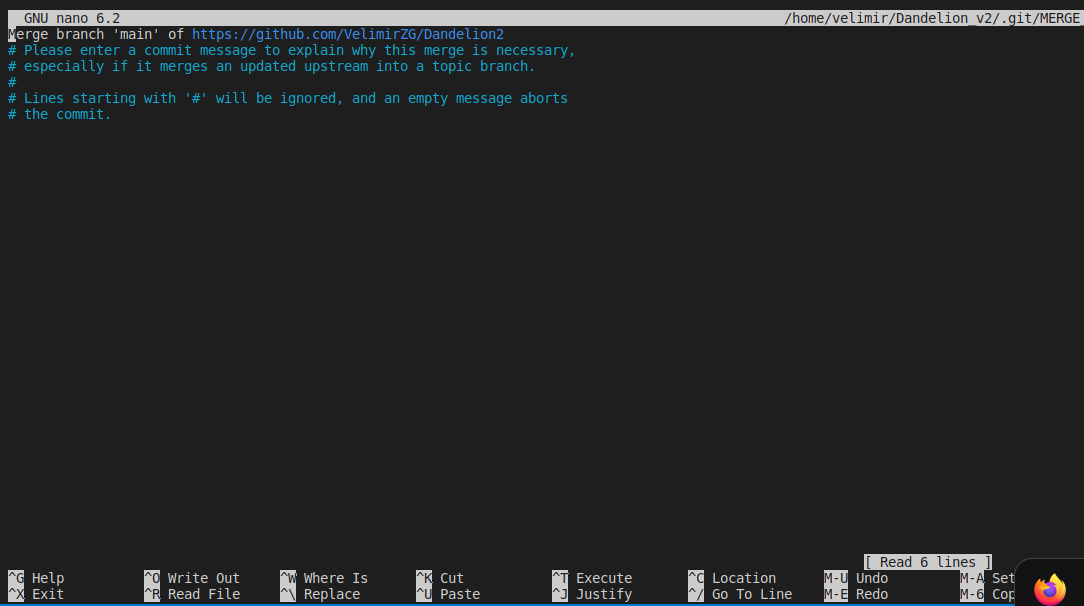 GNU nano 6.2 /home/velimir/Dandelion_v2/.git/MERGE
Merge branch 'main' of https://github.com/VelimirZG/Dandelion2
# Please enter a commit message to explain why this merge is necessary,
# especially if it merges an updated upstream into a topic branch.
#
# Lines starting with '#' will be ignored, and an empty message aborts
# the commit.
[ Read 6 lines ]
^G Help ^O Write Out ^W Where Is ^K Cut ^T Execute ^C Location M-U Undo M-A Set
^X Exit ^R Read File ^\ Replace ^U Paste ^J Justify ^/ Go To Line M-E Redo M-6 Cop